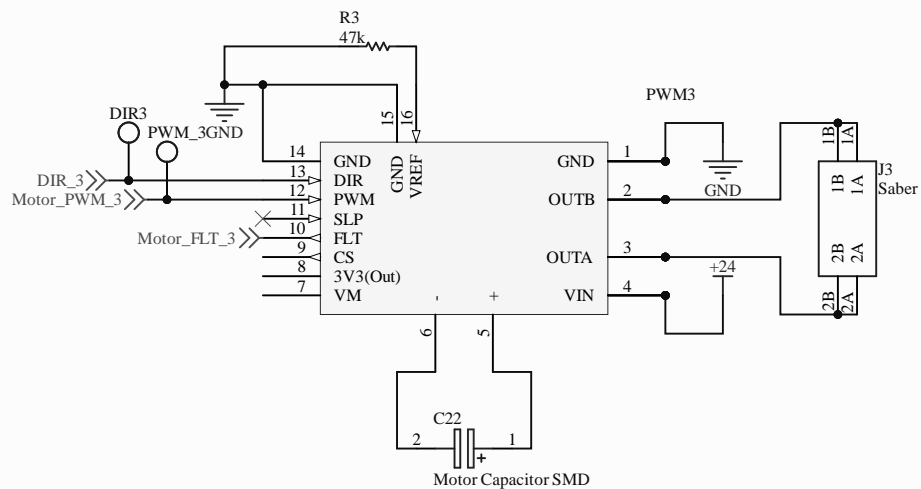 R3
47k
DIR3
PWM_3
GND
PWM3
15
16
GND
VREF
14
GND
DIR_3
13
DIR
Motor_PWM_3
12
PWM
11
SLP
Motor_FLT_3
10
FLT
9
CS
8
3V3(Out)
7
VM
GND
1
GND
OUTB
2
OUTA
3
+24
VIN
4
-
+
6
5
1B
1A
1B
1A
J3
Saber
2B
2A
2B
2A
C22
2
1
+
Motor Capacitor SMD